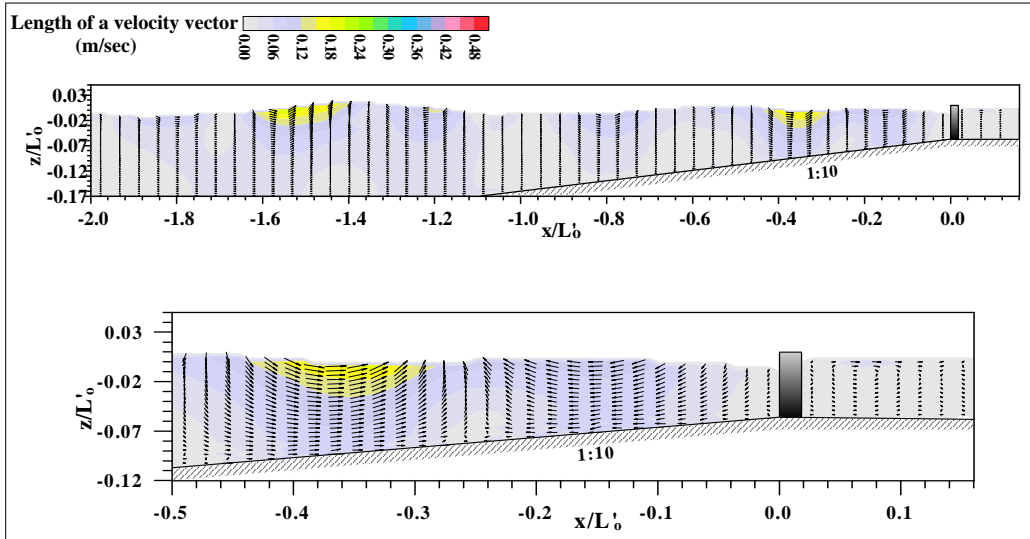 Length of a velocity vector
(m/sec)
0.00 0.06 0.12 0.18 0.24 0.30 0.36 0.42 0.48
0.03
-0.02
-0.07
-0.12
-0.17
z/L'o
-2.0 -1.8 -1.6 -1.4 -1.2 -1.0 -0.8 -0.6 -0.4 -0.2 0.0
x/L'o
1:10
0.03
-0.02
-0.07
-0.12
z/L'o
1:10
-0.5 -0.4 -0.3 -0.2 -0.1 0.0 0.1
x/L'o